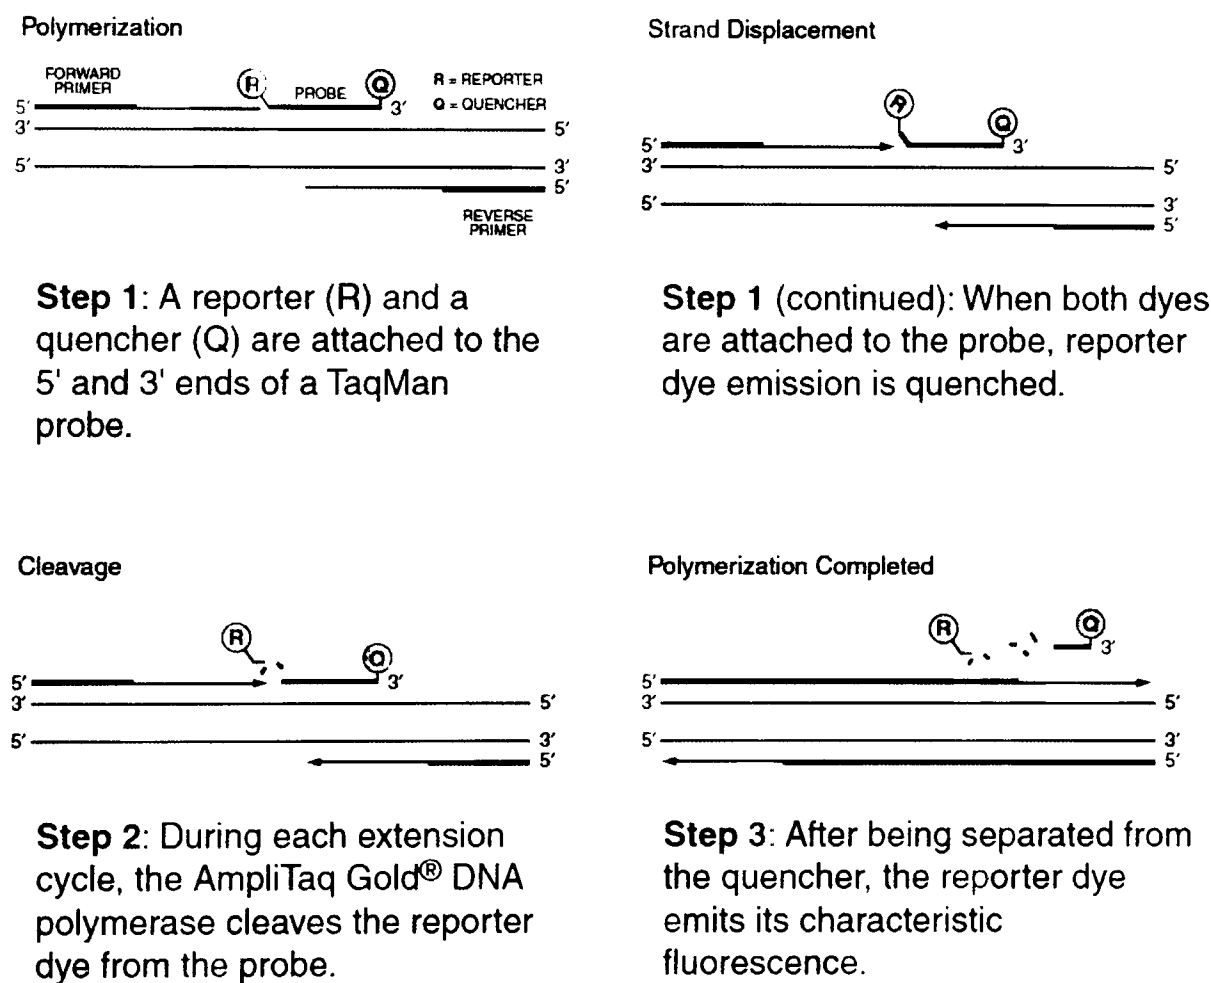 Polymerization
FORWARD
PRIMER
R
PROBE
Q
R = REPORTER
Q = QUENCHER
5′
3′
3′
5′
5′
3′
5′
REVERSE
PRIMER
Step 1: A reporter (R) and a
quencher (Q) are attached to the
5' and 3' ends of a TaqMan
probe.
Strand Displacement
R
Q
5′
3′
3′
5′
5′
3′
5′
Step 1 (continued): When both dyes
are attached to the probe, reporter
dye emission is quenched.
Cleavage
R
Q
5′
3′
3′
5′
5′
3′
5′
Step 2: During each extension
cycle, the AmpliTaq Gold® DNA
polymerase cleaves the reporter
dye from the probe.
Polymerization Completed
R
Q
3′
5′
3′
5′
5′
3′
5′
Step 3: After being separated from
the quencher, the reporter dye
emits its characteristic
fluorescence.